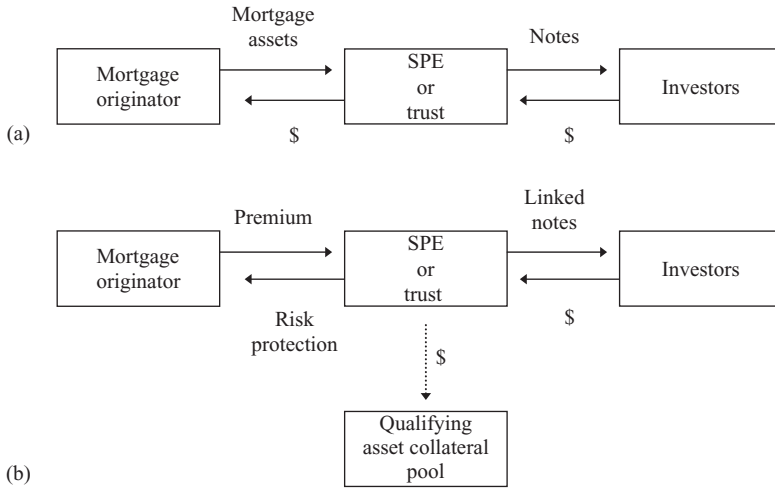 Mortgage
assets
Notes
Mortgage
originator
SPE
or
trust
Investors
$
$
(a)
Premium
Linked
notes
Mortgage
originator
SPE
or
trust
Investors
Risk
protection
$
$
Qualifying
asset collateral
pool
(b)